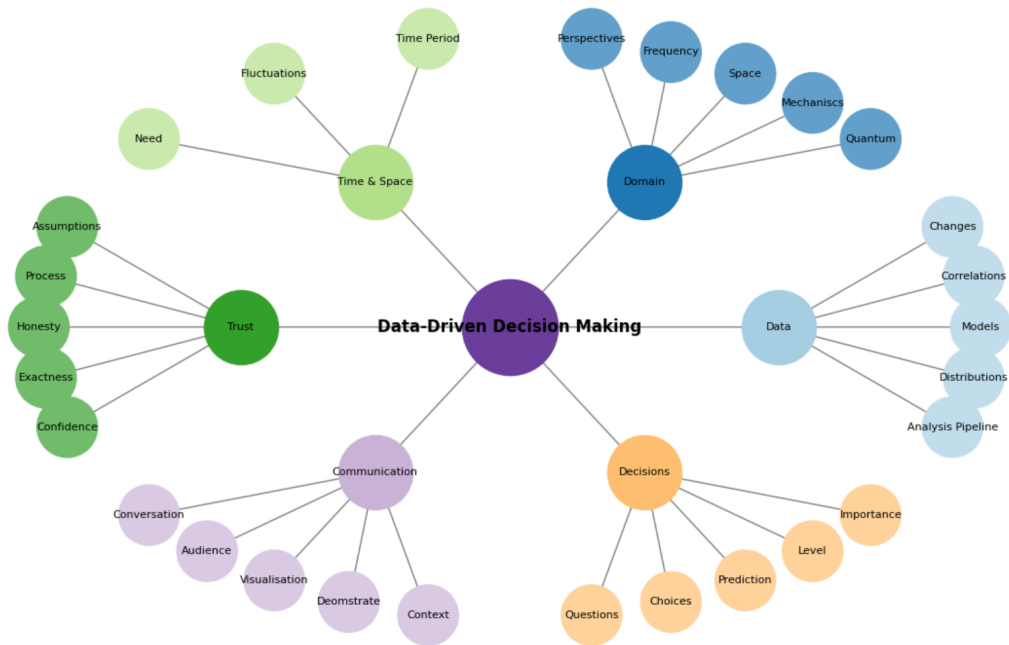 Time Period
Perspectives
Frequency
Fluctuations
Space
Mechaniscs
Need
Quantum
Time & Space
Domain
Assumptions
Changes
Process
Correlations
Honesty
Trust
Data-Driven Decision Making
Data
Models
Exactness
Distributions
Confidence
Analysis Pipeline
Communication
Decisions
Conversation
Importance
Audience
Level
Visualisation
Prediction
Deomstrate
Choices
Context
Questions